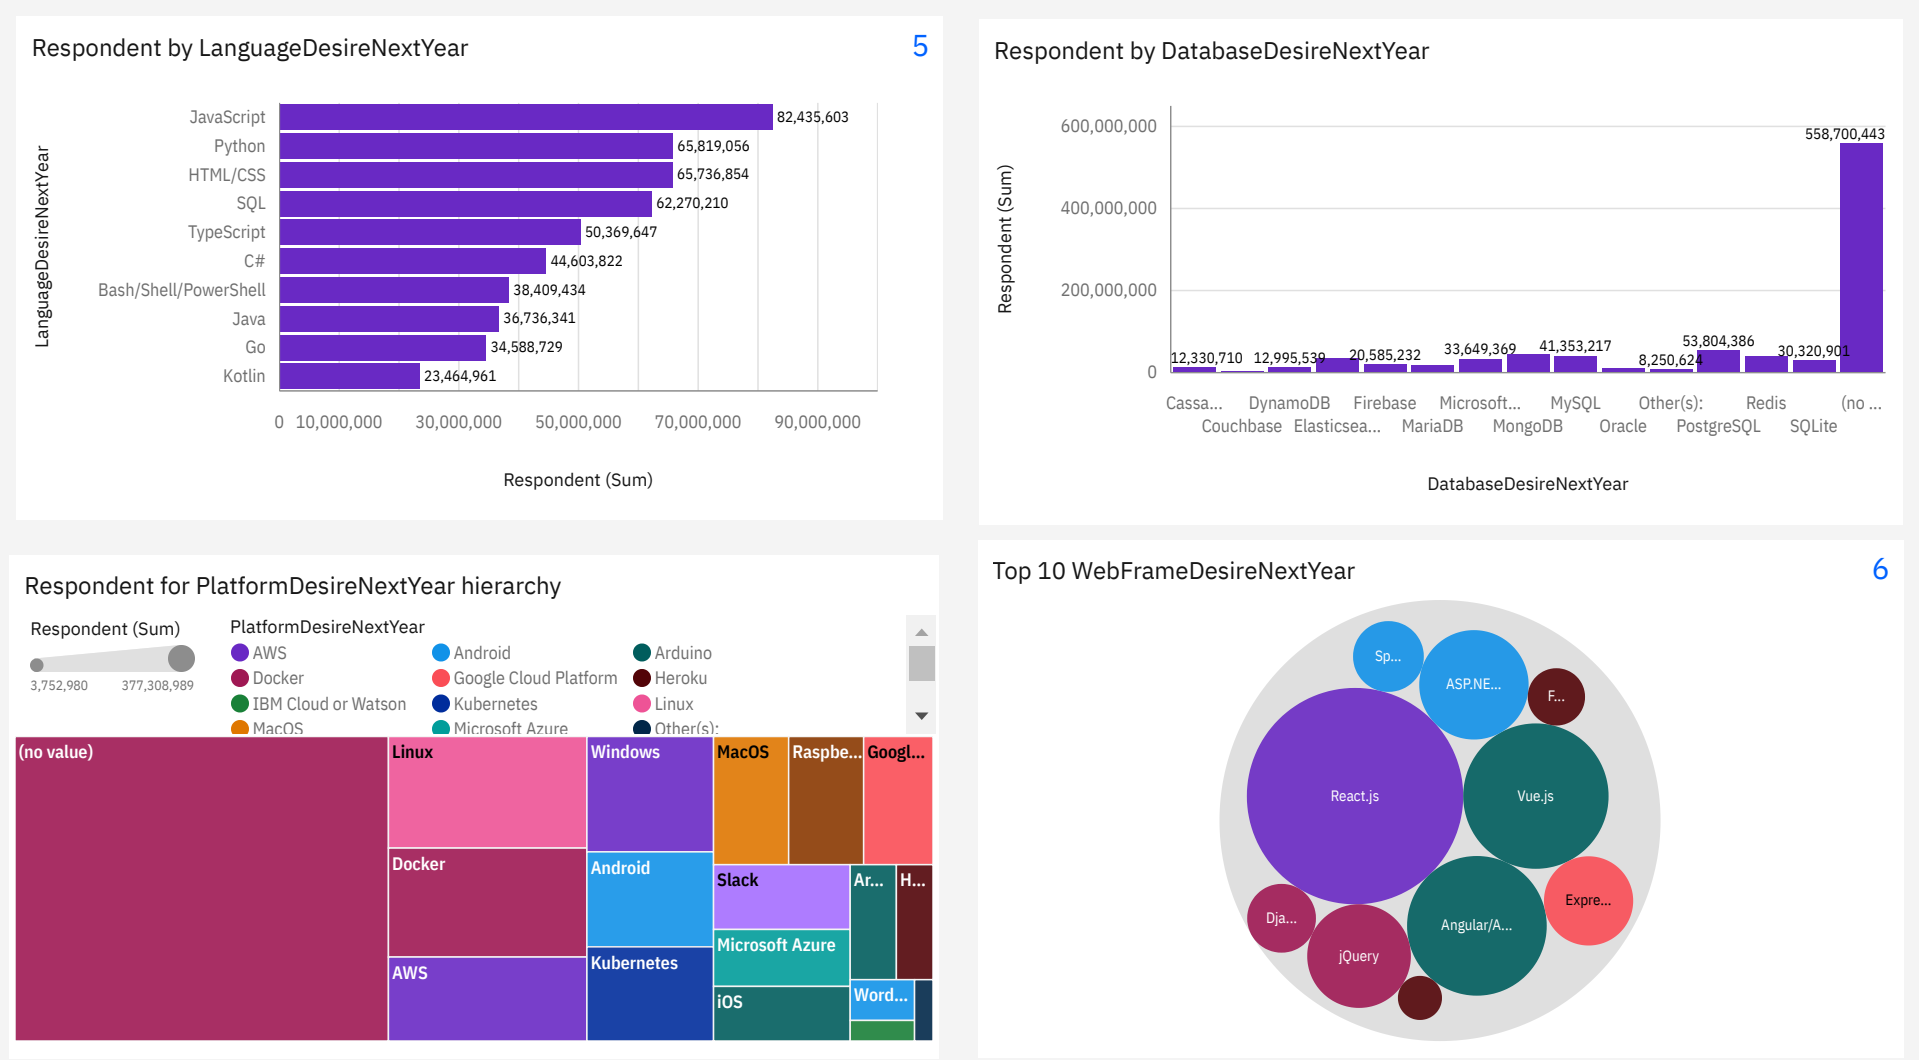 Respondent by LanguageDesireNextYear
5
LanguageDesireNextYear
JavaScript 82,435,603
Python 65,819,056
HTML/CSS 65,736,854
SQL 62,270,210
TypeScript 50,369,647
C# 44,603,822
Bash/Shell/PowerShell 38,409,434
Java 36,736,341
Go 34,588,729
Kotlin 23,464,961
0 10,000,000 30,000,000 50,000,000 70,000,000 90,000,000
Respondent (Sum)
Respondent by DatabaseDesireNextYear
Respondent (Sum)
600,000,000
400,000,000
200,000,000
0
558,700,443
12,330,710 12,995,539 20,585,232 33,649,369 41,353,217 8,250,624 53,804,386 30,320,901
Cassa... DynamoDB Firebase Microsoft... MySQL Other(s): Redis (no ...
Couchbase Elasticsea... MariaDB MongoDB Oracle PostgreSQL SQLite
DatabaseDesireNextYear
Respondent for PlatformDesireNextYear hierarchy
Respondent (Sum)
3,752,980 377,308,989
PlatformDesireNextYear
AWS Android Arduino
Docker Google Cloud Platform Heroku
IBM Cloud or Watson Kubernetes Linux
MacOS Microsoft Azure Other(s):
(no value)
Linux
Docker
AWS
Windows
Android
Kubernetes
MacOS
Raspbe...
Googl...
Slack
Microsoft Azure
iOS
Ar...
H...
Word...
Top 10 WebFrameDesireNextYear
6
Sp...
ASP.NE...
F...
React.js
Vue.js
Dja...
jQuery
Angular/A...
Expre...